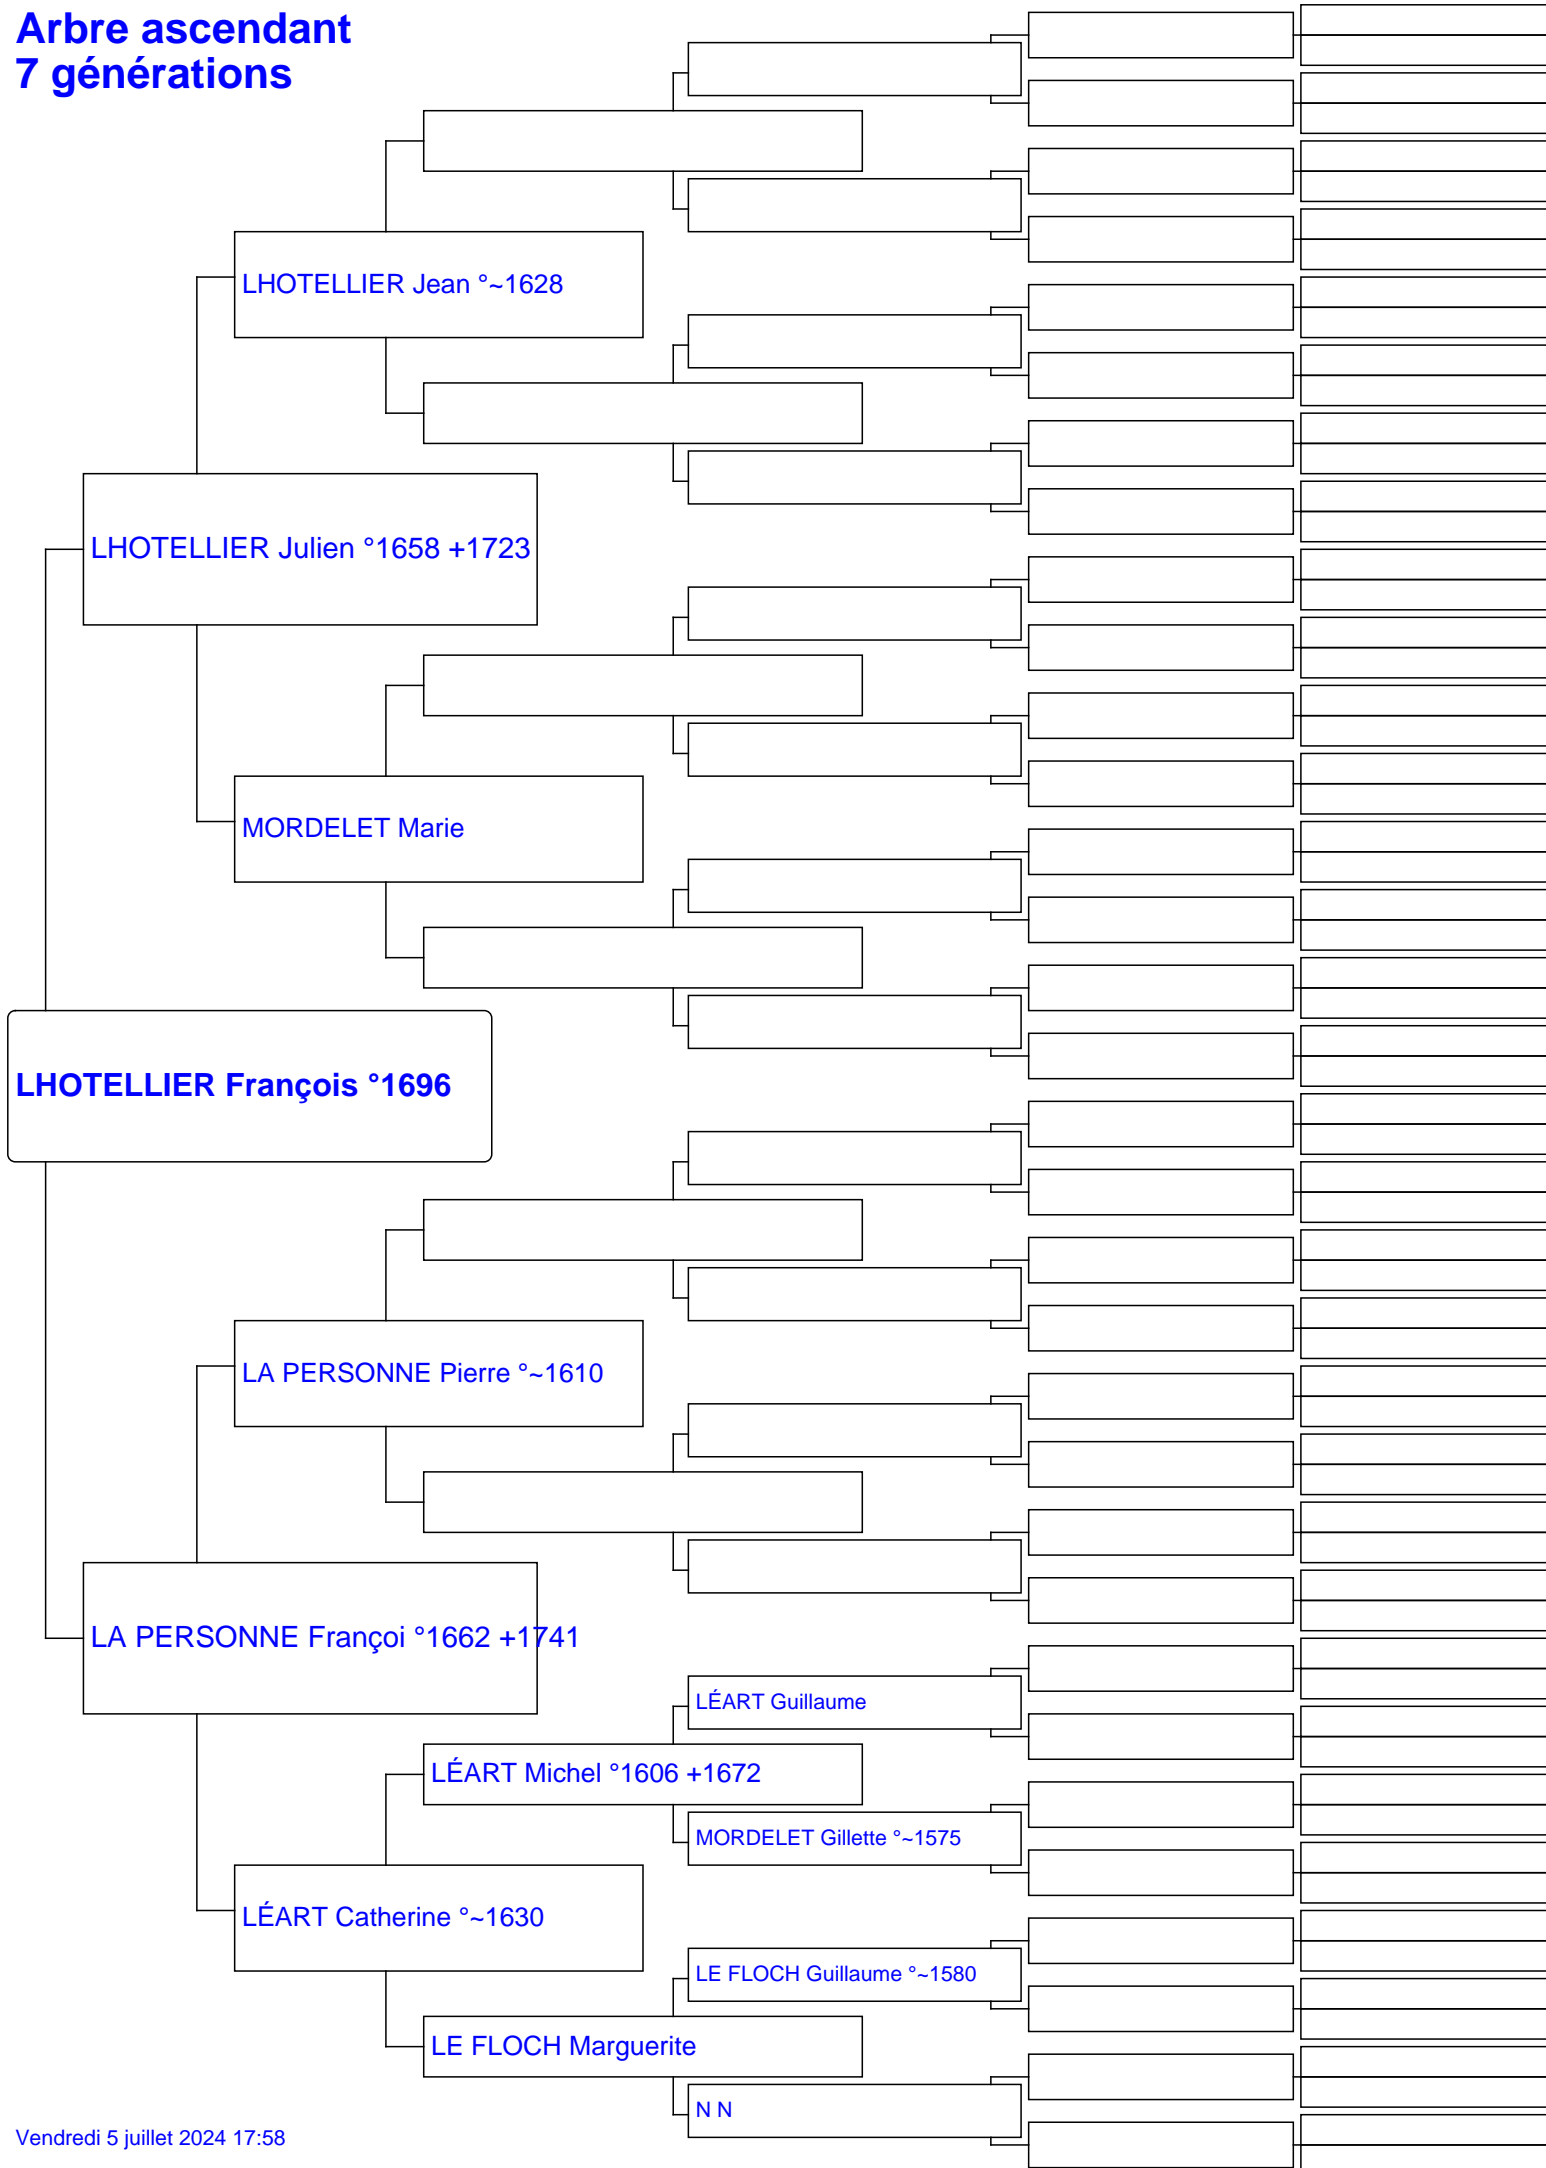 Arbre ascendant
7 générations
LHOTELLIER Jean °~1628
LHOTELLIER Julien °1658 +1723
MORDELET Marie
LHOTELLIER François °1696
LA PERSONNE Pierre °~1610
LA PERSONNE Françoi °1662 +1741
LÉART Guillaume
LÉART Michel °1606 +1672
MORDELET Gillette °~1575
LÉART Catherine °~1630
LE FLOCH Guillaume °~1580
LE FLOCH Marguerite
N N
Vendredi 5 juillet 2024 17:58